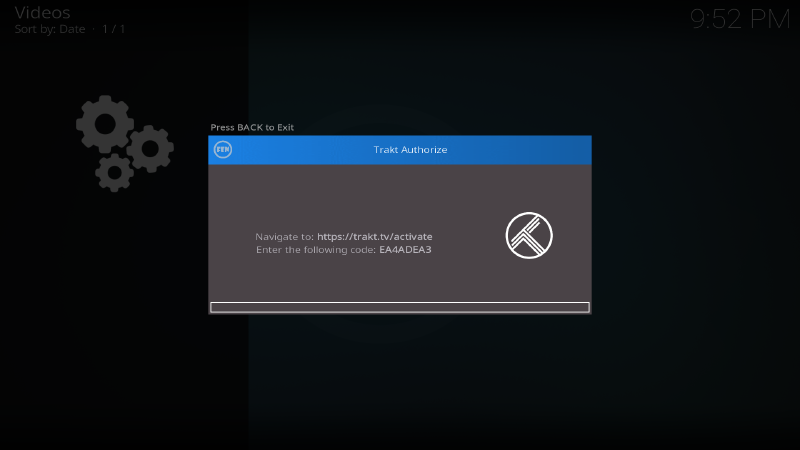 Videos
Sort by: Date · 1 / 1
9:52 PM
Press BACK to Exit
Trakt Authorize
Navigate to: https://trakt.tv/activate
Enter the following code: EA4ADEA3